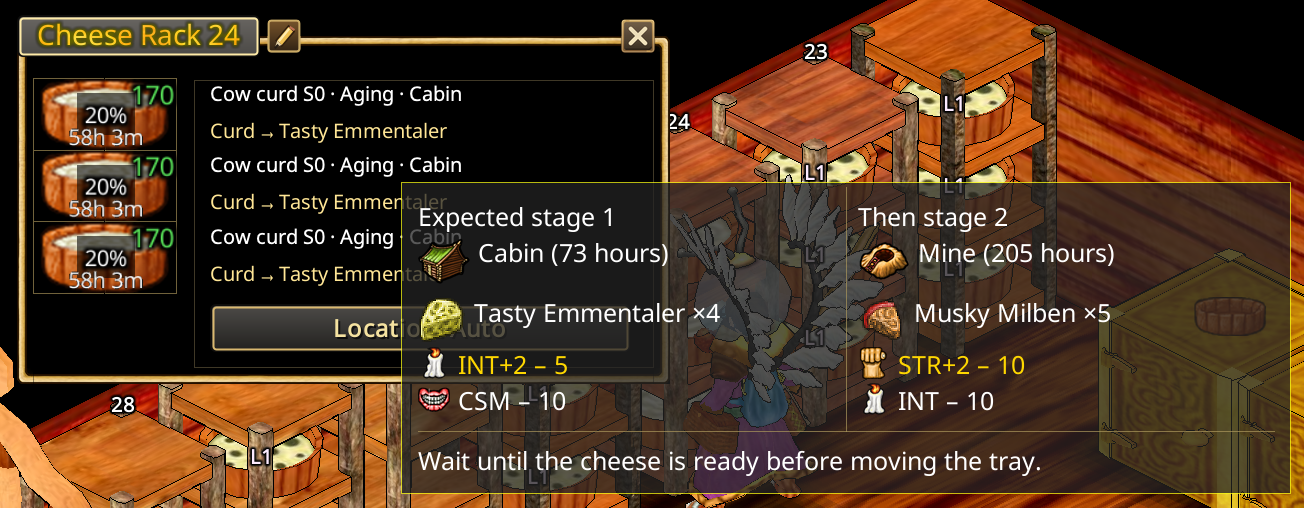 Cheese Rack 24
170
20%
58h 3m
Cow curd S0 · Aging · Cabin
Curd → Tasty Emmentaler
170
20%
58h 3m
Cow curd S0 · Aging · Cabin
Curd → Tasty Emmentaler
170
20%
58h 3m
Cow curd S0 · Aging · Cabin
Curd → Tasty Emmentaler
Auto
23
24
L1
L1
L1
L1
L1
L1
Expected stage 1
Cabin (73 hours)
Tasty Emmentaler ×4
INT+2 – 5
CSM – 10
Then stage 2
Mine (205 hours)
Musky Milben ×5
STR+2 – 10
INT – 10
Wait until the cheese is ready before moving the tray.
28
L1
L1
L1